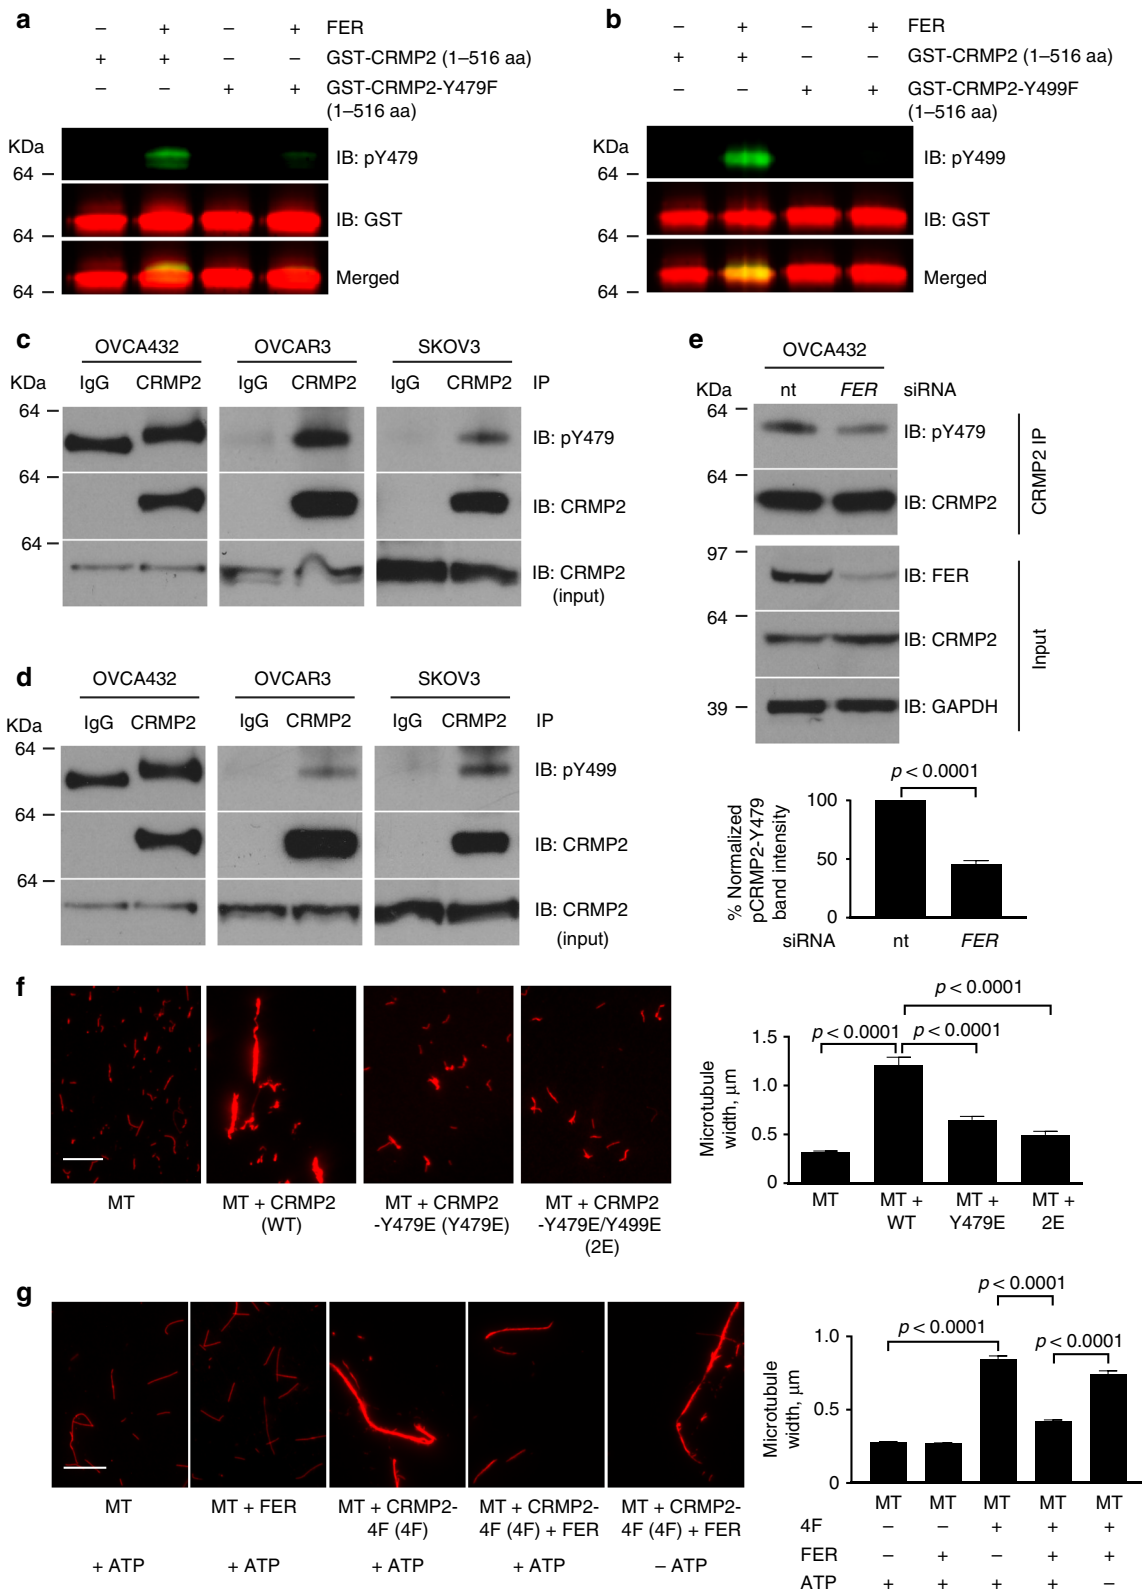 a
– + – + FER
+ + – – GST-CRMP2 (1–516 aa)
– – + + GST-CRMP2-Y479F
(1–516 aa)
KDa
64
IB: pY479
64
IB: GST
64
Merged
b
– + – + FER
+ + – – GST-CRMP2 (1–516 aa)
– – + + GST-CRMP2-Y499F
(1–516 aa)
KDa
64
IB: pY499
64
IB: GST
64
Merged
c
OVCA432 OVCAR3 SKOV3
KDa IgG CRMP2 IgG CRMP2 IgG CRMP2 IP
64
IB: pY479
64
IB: CRMP2
64
IB: CRMP2
(input)
d
OVCA432 OVCAR3 SKOV3
KDa IgG CRMP2 IgG CRMP2 IgG CRMP2 IP
64
IB: pY499
64
IB: CRMP2
64
IB: CRMP2
(input)
e
OVCA432
KDa nt FER siRNA
64
IB: pY479
64
IB: CRMP2
CRMP2 IP
97
IB: FER
64
IB: CRMP2
39
IB: GAPDH
Input
p < 0.0001
% Normalized
pCRMP2-Y479
band intensity
100
50
0
siRNA nt FER
f
MT
MT + CRMP2
(WT)
MT + CRMP2
-Y479E (Y479E)
MT + CRMP2
-Y479E/Y499E
(2E)
p < 0.0001
p < 0.0001 p < 0.0001
Microtubule
width, μm
1.5
1.0
0.5
0
MT
MT +
WT
MT +
Y479E
MT +
2E
g
MT
+ ATP
MT + FER
+ ATP
MT + CRMP2-
4F (4F)
+ ATP
MT + CRMP2-
4F (4F) + FER
+ ATP
MT + CRMP2-
4F (4F) + FER
– ATP
p < 0.0001
p < 0.0001 p < 0.0001
Microtubule
width, μm
1.0
0.5
0
MT MT MT MT MT
4F – – + + +
FER – + – + +
ATP + + + + –